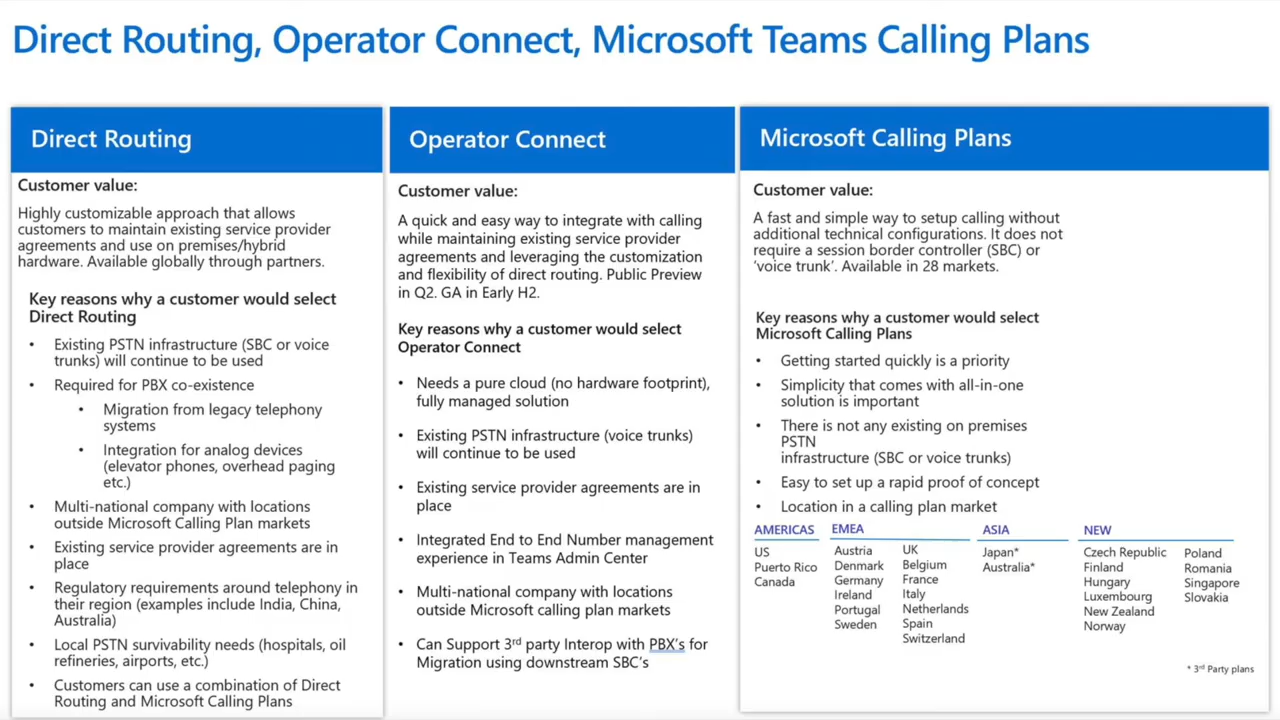 Direct Routing, Operator Connect, Microsoft Teams Calling Plans
Direct Routing
Customer value:
Highly customizable approach that allows
customers to maintain existing service provider
agreements and use on premises/hybrid
hardware. Available globally through partners.
Key reasons why a customer would select
Direct Routing
• Existing PSTN infrastructure (SBC or voice
trunks) will continue to be used
• Required for PBX co-existence
• Migration from legacy telephony
systems
• Integration for analog devices
(elevator phones, overhead paging
etc.)
• Multi-national company with locations
outside Microsoft Calling Plan markets
• Existing service provider agreements are in
place
• Regulatory requirements around telephony in
their region (examples include India, China,
Australia)
• Local PSTN survivability needs (hospitals, oil
refineries, airports, etc.)
• Customers can use a combination of Direct
Routing and Microsoft Calling Plans
Operator Connect
Customer value:
A quick and easy way to integrate with calling
while maintaining existing service provider
agreements and leveraging the customization
and flexibility of direct routing. Public Preview
in Q2. GA in Early H2.
Key reasons why a customer would select
Operator Connect
• Needs a pure cloud (no hardware footprint),
fully managed solution
• Existing PSTN infrastructure (voice trunks)
will continue to be used
• Existing service provider agreements are in
place
• Integrated End to End Number management
experience in Teams Admin Center
• Multi-national company with locations
outside Microsoft calling plan markets
• Can Support 3rd party Interop with PBX's for
Migration using downstream SBC's
Microsoft Calling Plans
Customer value:
A fast and simple way to setup calling without
additional technical configurations. It does not
require a session border controller (SBC) or
'voice trunk'. Available in 28 markets.
Key reasons why a customer would select
Microsoft Calling Plans
• Getting started quickly is a priority
• Simplicity that comes with all-in-one
solution is important
• There is not any existing on premises
PSTN
infrastructure (SBC or voice trunks)
• Easy to set up a rapid proof of concept
• Location in a calling plan market
AMERICAS
US
Puerto Rico
Canada
EMEA
Austria
Denmark
Germany
Ireland
Portugal
Sweden
UK
Belgium
France
Italy
Netherlands
Spain
Switzerland
ASIA
Japan*
Australia*
NEW
Czech Republic
Finland
Hungary
Luxembourg
New Zealand
Norway
Poland
Romania
Singapore
Slovakia
* 3rd Party plans